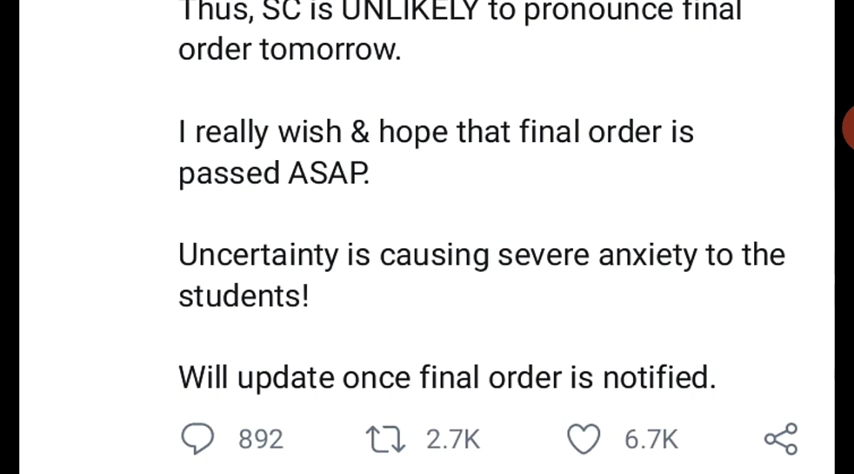 Thus, SC is UNLIKELY to pronounce final
order tomorrow.
I really wish & hope that final order is
passed ASAP.
Uncertainty is causing severe anxiety to the
students!
Will update once final order is notified.
892 2.7K 6.7K